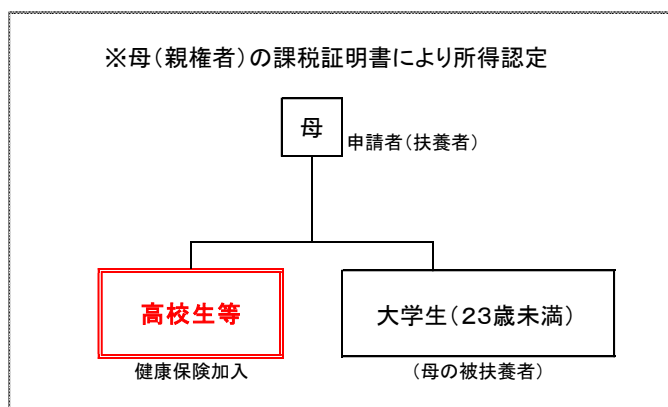 ※母（親権者）の課税証明書により所得認定
母
申請者（扶養者）
高校生等
大学生（２３歳未満）
健康保険加入
（母の被扶養者）